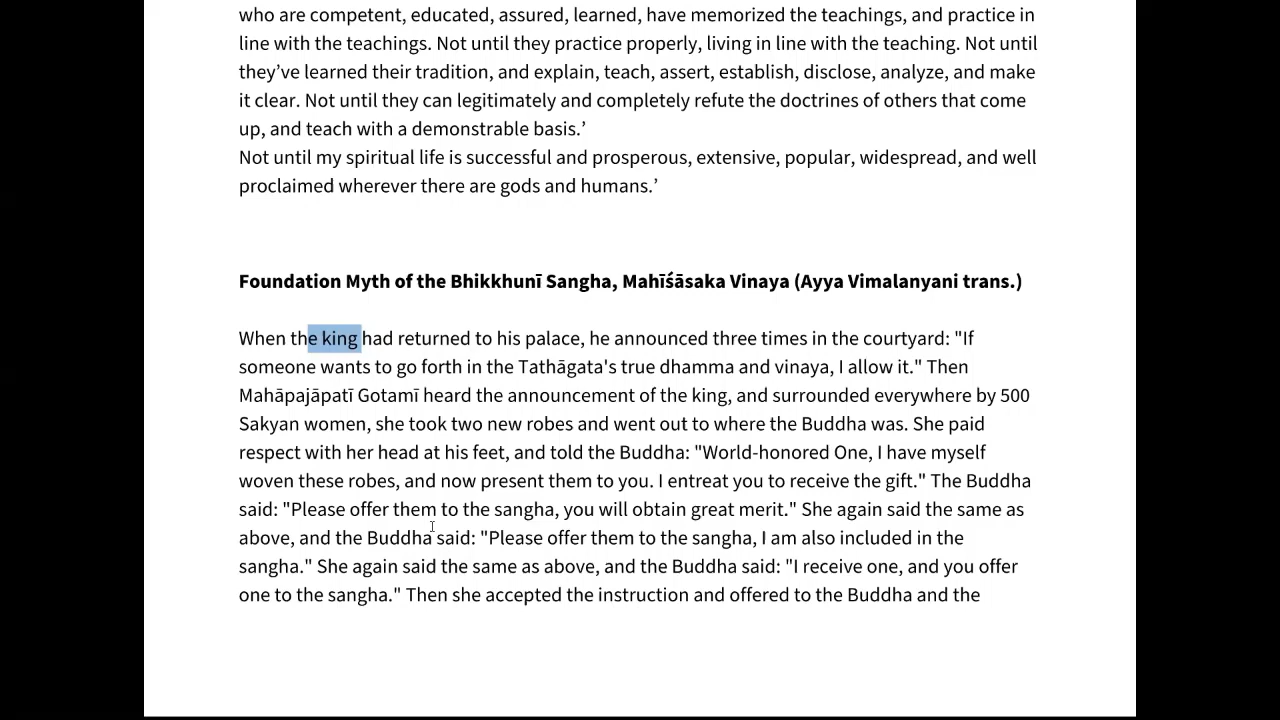 who are competent, educated, assured, learned, have memorized the teachings, and practice in
line with the teachings. Not until they practice properly, living in line with the teaching. Not until
they’ve learned their tradition, and explain, teach, assert, establish, disclose, analyze, and make
it clear. Not until they can legitimately and completely refute the doctrines of others that come
up, and teach with a demonstrable basis.’
Not until my spiritual life is successful and prosperous, extensive, popular, widespread, and well
proclaimed wherever there are gods and humans.’
Foundation Myth of the Bhikkhunī Sangha, Mahīśāsaka Vinaya (Ayya Vimalanyani trans.)
When the king had returned to his palace, he announced three times in the courtyard: "If
someone wants to go forth in the Tathāgata's true dhamma and vinaya, I allow it." Then
Mahāpajāpatī Gotamī heard the announcement of the king, and surrounded everywhere by 500
Sakyan women, she took two new robes and went out to where the Buddha was. She paid
respect with her head at his feet, and told the Buddha: "World-honored One, I have myself
woven these robes, and now present them to you. I entreat you to receive the gift." The Buddha
said: "Please offer them to the sangha, you will obtain great merit." She again said the same as
above, and the Buddha said: "Please offer them to the sangha, I am also included in the
sangha." She again said the same as above, and the Buddha said: "I receive one, and you offer
one to the sangha." Then she accepted the instruction and offered to the Buddha and the